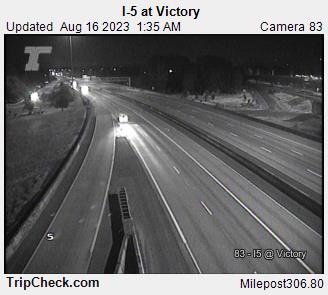 I-5 at Victory
Updated Aug 16 2023 1:35 AM Camera 83
T
S
83 - I5 @ Victory
TripCheck.com Milepost306.80